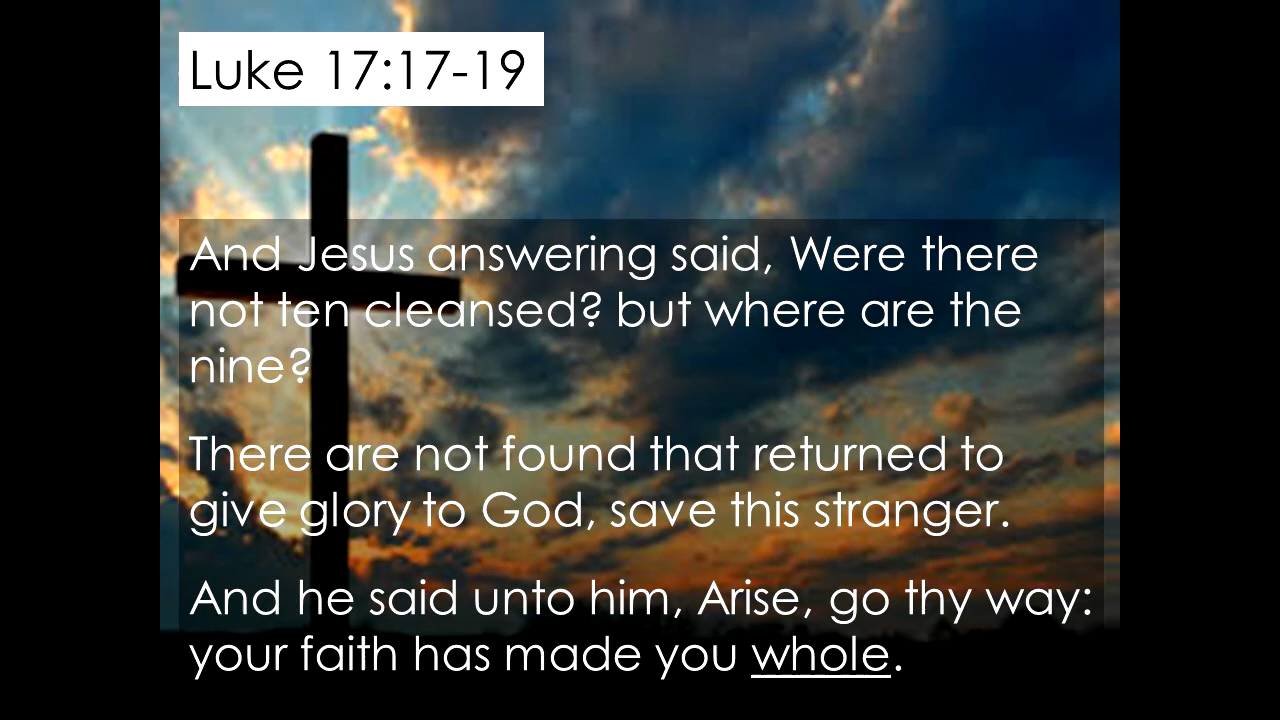 Luke 17:17-19
And Jesus answering said, Were there
not ten cleansed? but where are the
nine?
There are not found that returned to
give glory to God, save this stranger.
And he said unto him, Arise, go thy way:
your faith has made you whole.